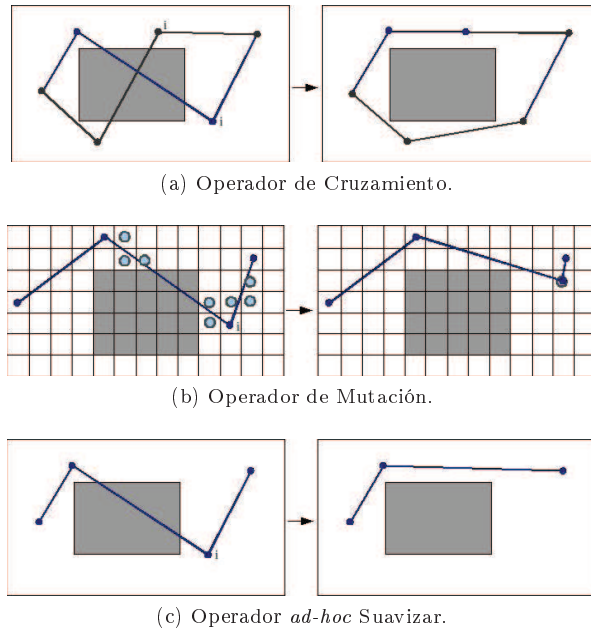 i
i
(a) Operador de Cruzamiento.
i
(b) Operador de Mutación.
i
(c) Operador ad-hoc Suavizar.